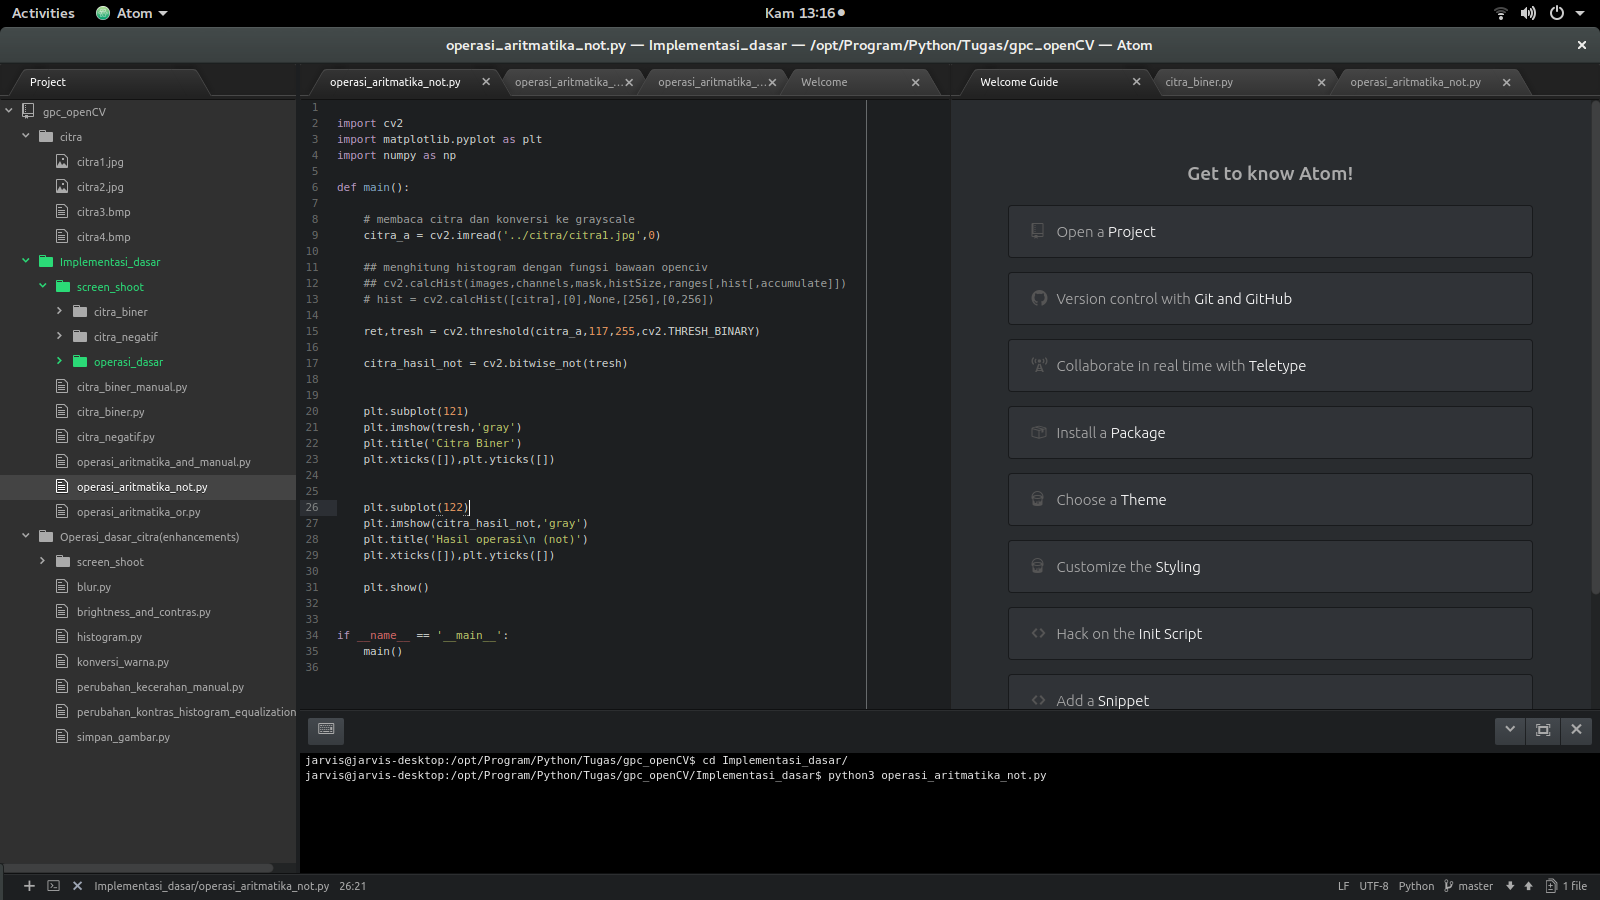 Activities Atom Kam 13:16
operasi_aritmatika_not.py — Implementasi_dasar — /opt/Program/Python/Tugas/gpc_openCV — Atom
Project
gpc_openCV
citra
citra1.jpg
citra2.jpg
citra3.bmp
citra4.bmp
Implementasi_dasar
screen_shoot
citra_biner
citra_negatif
operasi_dasar
citra_biner_manual.py
citra_biner.py
citra_negatif.py
operasi_aritmatika_and_manual.py
operasi_aritmatika_not.py
operasi_aritmatika_or.py
Operasi_dasar_citra(enhancements)
screen_shoot
blur.py
brightness_and_contras.py
histogram.py
konversi_warna.py
perubahan_kecerahan_manual.py
perubahan_kontras_histogram_equalization
simpan_gambar.py
operasi_aritmatika_not.py operasi_aritmatika_... operasi_aritmatika_... Welcome
1
2 import cv2
3 import matplotlib.pyplot as plt
4 import numpy as np
5
6 def main():
7
8 # membaca citra dan konversi ke grayscale
9 citra_a = cv2.imread('../citra/citra1.jpg',0)
10
11 ## menghitung histogram dengan fungsi bawaan openciv
12 ## cv2.calcHist(images,channels,mask,histSize,ranges[,hist[,accumulate]])
13 # hist = cv2.calcHist([citra],[0],None,[256],[0,256])
14
15 ret,tresh = cv2.threshold(citra_a,117,255,cv2.THRESH_BINARY)
16
17 citra_hasil_not = cv2.bitwise_not(tresh)
18
19
20 plt.subplot(121)
21 plt.imshow(tresh,'gray')
22 plt.title('Citra Biner')
23 plt.xticks([]),plt.yticks([])
24
25
26 plt.subplot(122)
27 plt.imshow(citra_hasil_not,'gray')
28 plt.title('Hasil operasi\n (not)')
29 plt.xticks([]),plt.yticks([])
30
31 plt.show()
32
33
34 if __name__ == '__main__':
35 main()
36
Welcome Guide citra_biner.py operasi_aritmatika_not.py
Get to know Atom!
Open a Project
Version control with Git and GitHub
Collaborate in real time with Teletype
Install a Package
Choose a Theme
Customize the Styling
Hack on the Init Script
Add a Snippet
jarvis@jarvis-desktop:/opt/Program/Python/Tugas/gpc_openCV$ cd Implementasi_dasar/
jarvis@jarvis-desktop:/opt/Program/Python/Tugas/gpc_openCV/Implementasi_dasar$ python3 operasi_aritmatika_not.py
Implementasi_dasar/operasi_aritmatika_not.py 26:21 LF UTF-8 Python master 1 file